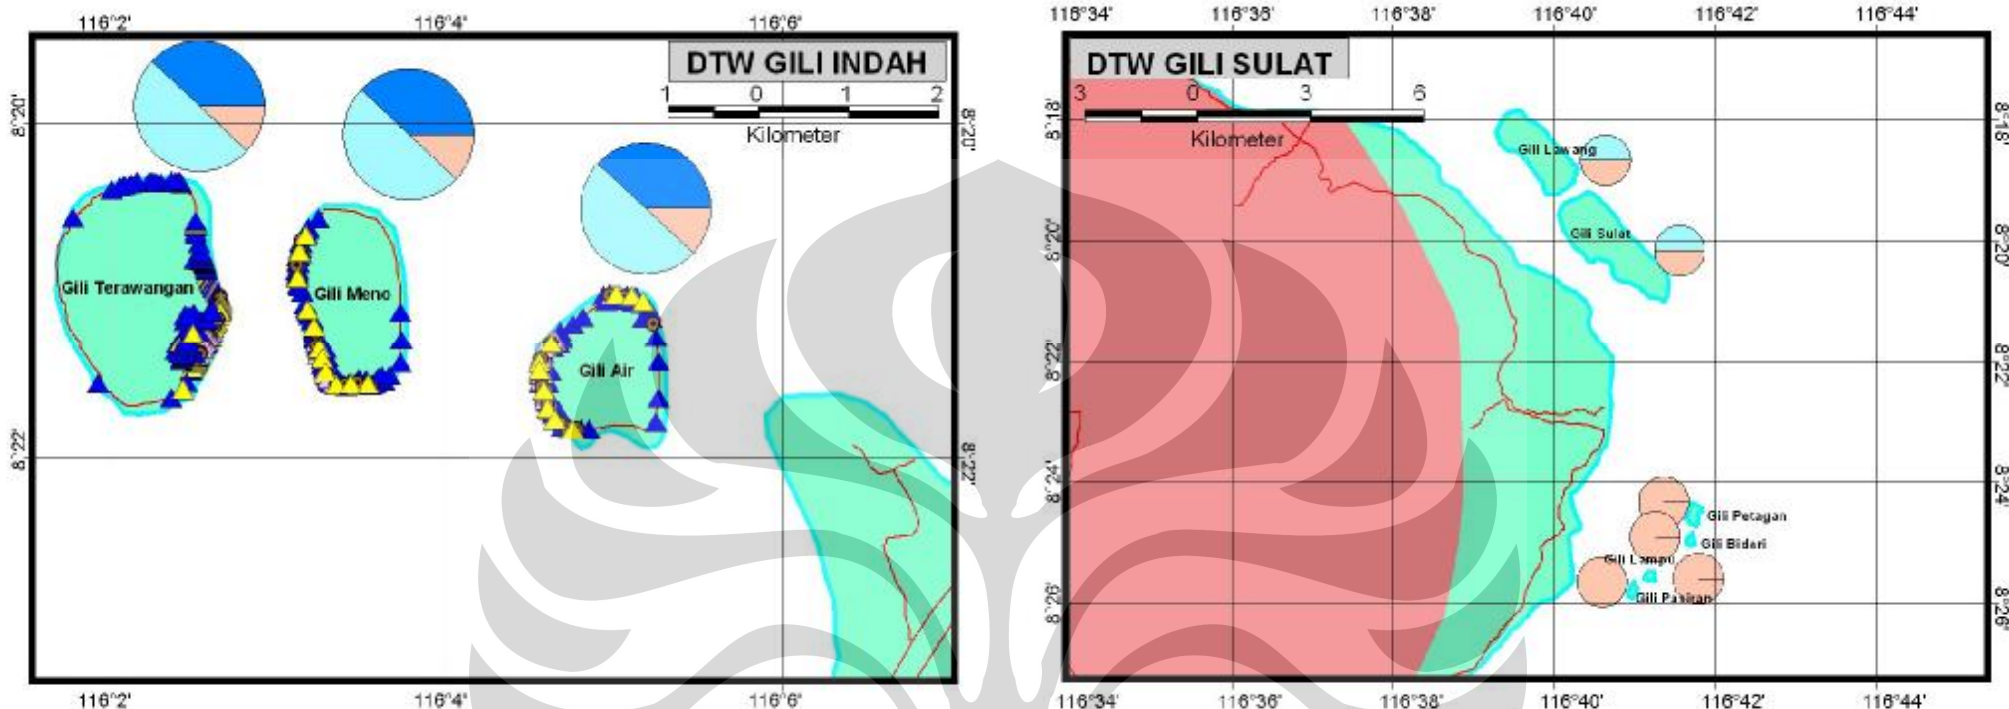 116°2' 116°4' 116°6'
DTW GILI INDAH
1 0 1 2
Kilometer
8°20' 8°20'
Gili Terawangan
Gili Meno
Gili Air
8°22' 8°22'
116°2' 116°4' 116°6'
116°34' 116°36' 116°38' 116°40' 116°42' 116°44'
DTW GILI SULAT
3 0 3 6
Kilometer
8°18' 8°18'
Gili Lawang
Gili Sulat
8°20' 8°20'
8°22' 8°22'
8°24' 8°24'
Gili Petagan
Gili Bidari
Gili Lampu
Gili
8°26' 8°26'
116°34' 116°36' 116°38' 116°40' 116°42' 116°44'